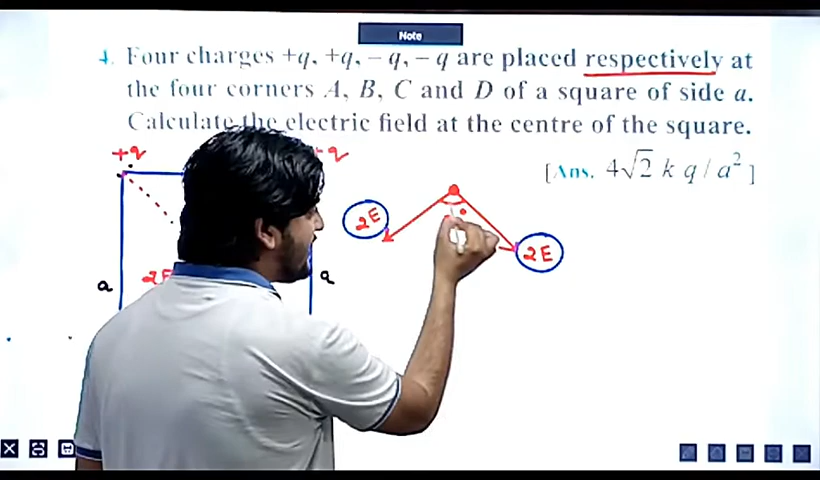 Note
4. Four charges +q, +q, – q, – q are placed respectively at
the four corners A, B, C and D of a square of side a.
Calculate the electric field at the centre of the square.
[Ans. 4√2 k q / a² ]
+q
q
2E
2E
a
a